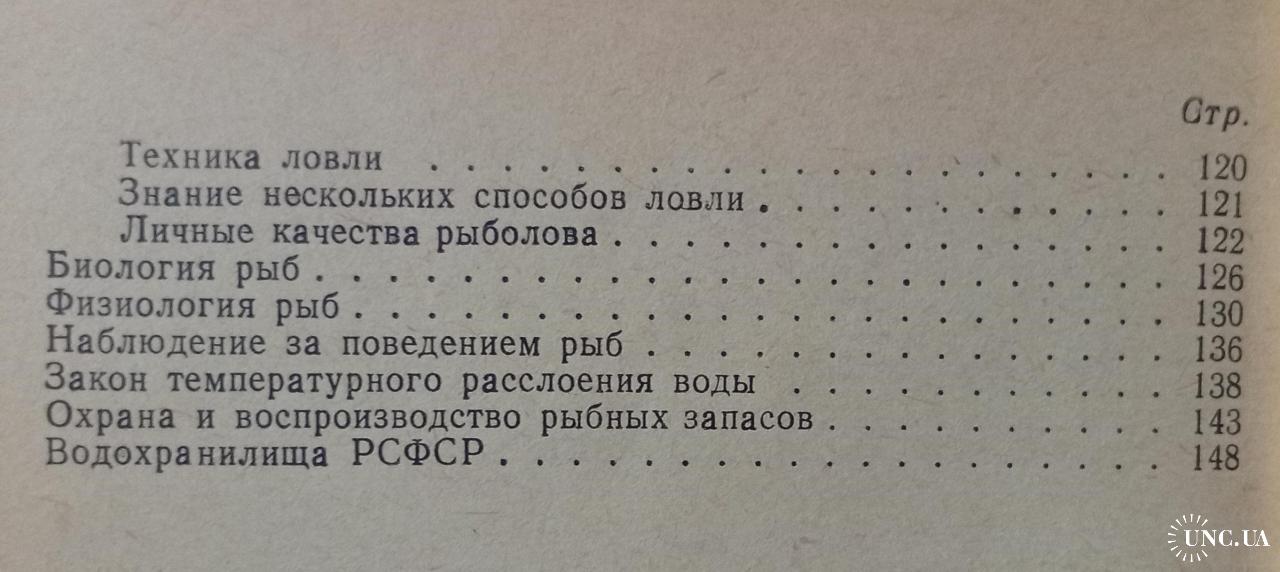 Стр.
Техника ловли . . . . . . . . . . . . . . . . . . . . 120
Знание нескольких способов ловли . . . . . . . . . . . . 121
Личные качества рыболова . . . . . . . . . . . . . . . . 122
Биология рыб . . . . . . . . . . . . . . . . . . . . . . . 126
Физиология рыб . . . . . . . . . . . . . . . . . . . . . . 130
Наблюдение за поведением рыб . . . . . . . . . . . . . . 136
Закон температурного расслоения воды . . . . . . . . . . 138
Охрана и воспроизводство рыбных запасов . . . . . . . . . . 143
Водохранилища РСФСР . . . . . . . . . . . . . . . . . . 148
UNC.UA